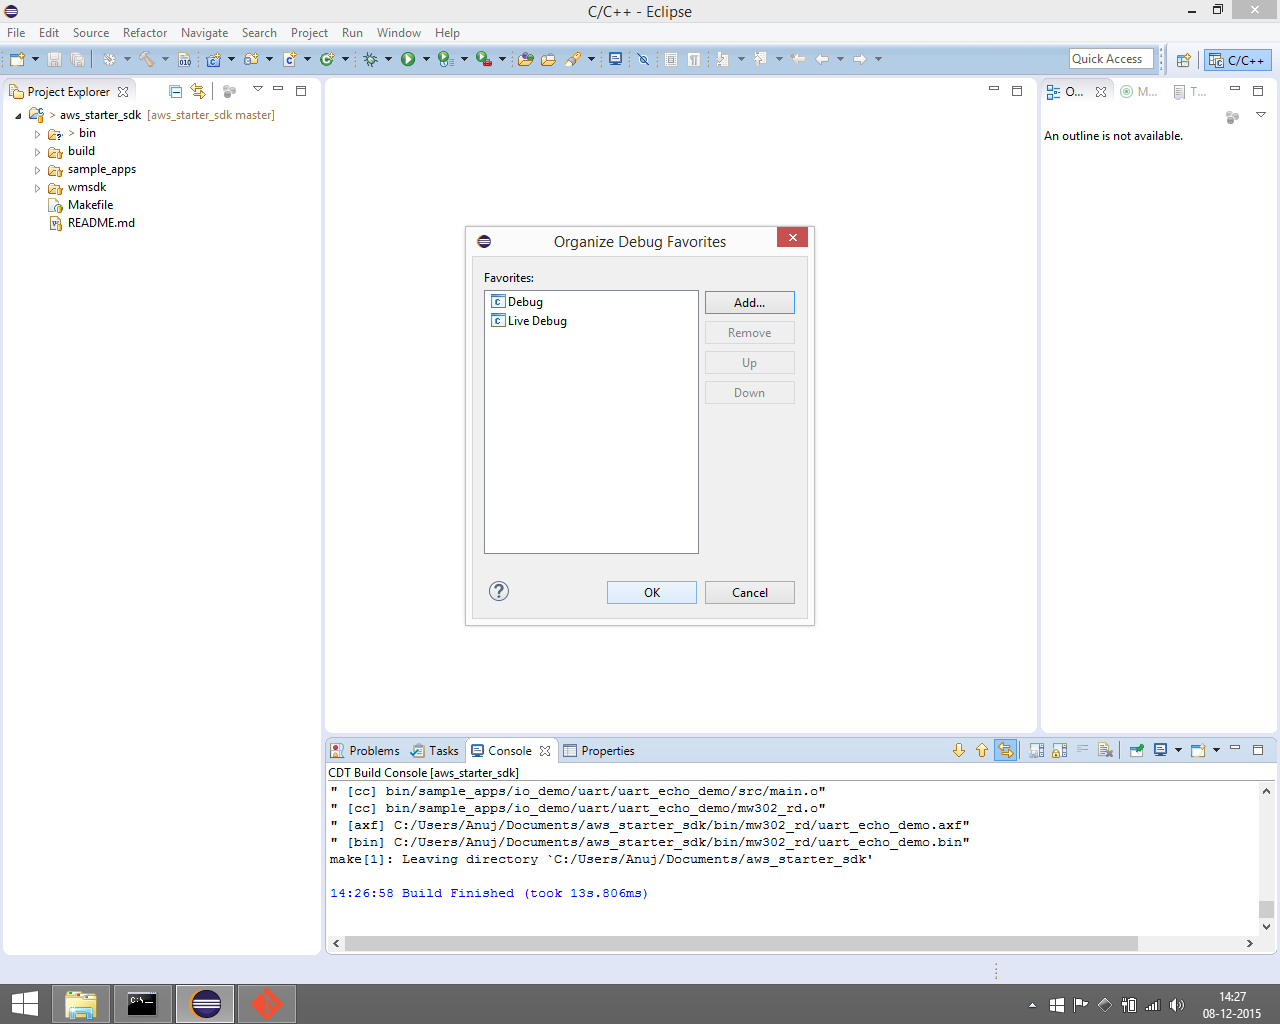 C/C++ - Eclipse
File Edit Source Refactor Navigate Search Project Run Window Help
Quick Access
C/C++
Project Explorer
> aws_starter_sdk [aws_starter_sdk master]
> bin
build
sample_apps
wmsdk
Makefile
README.md
O...
M...
T...
An outline is not available.
Organize Debug Favorites
Favorites:
Debug
Live Debug
Add...
Remove
Up
Down
OK
Cancel
Problems Tasks Console Properties
CDT Build Console [aws_starter_sdk]
" [cc] bin/sample_apps/io_demo/uart/uart_echo_demo/src/main.o"
" [cc] bin/sample_apps/io_demo/uart/uart_echo_demo/mw302_rd.o"
" [axf] C:/Users/Anuj/Documents/aws_starter_sdk/bin/mw302_rd/uart_echo_demo.axf"
" [bin] C:/Users/Anuj/Documents/aws_starter_sdk/bin/mw302_rd/uart_echo_demo.bin"
make[1]: Leaving directory `C:/Users/Anuj/Documents/aws_starter_sdk'
14:26:58 Build Finished (took 13s.806ms)
14:27
08-12-2015